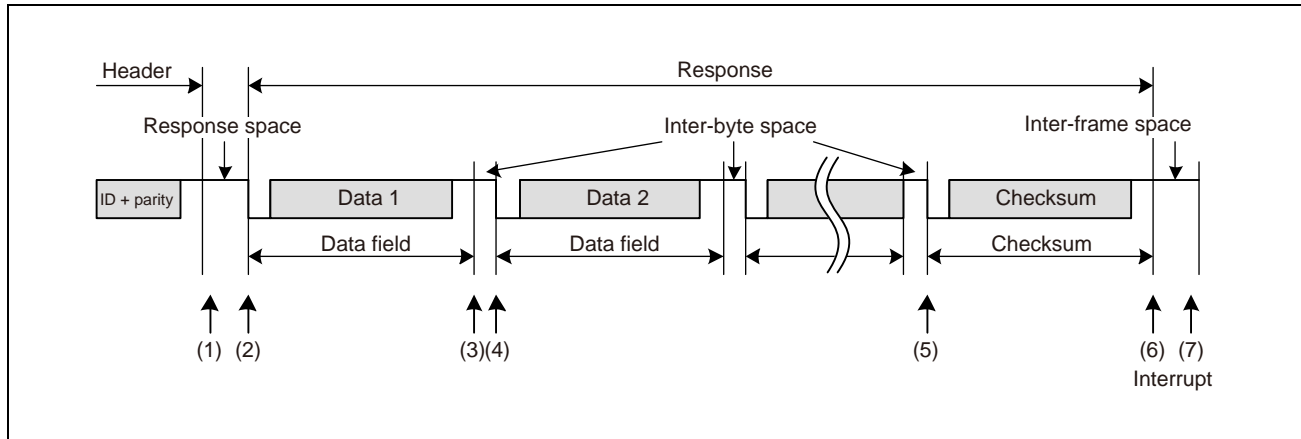 Header
Response
Response space
Inter-byte space
Inter-frame space
ID + parity
Data 1
Data 2
Checksum
Data field
Data field
Checksum
(1)
(2)
(3)(4)
(5)
(6)
(7)
Interrupt